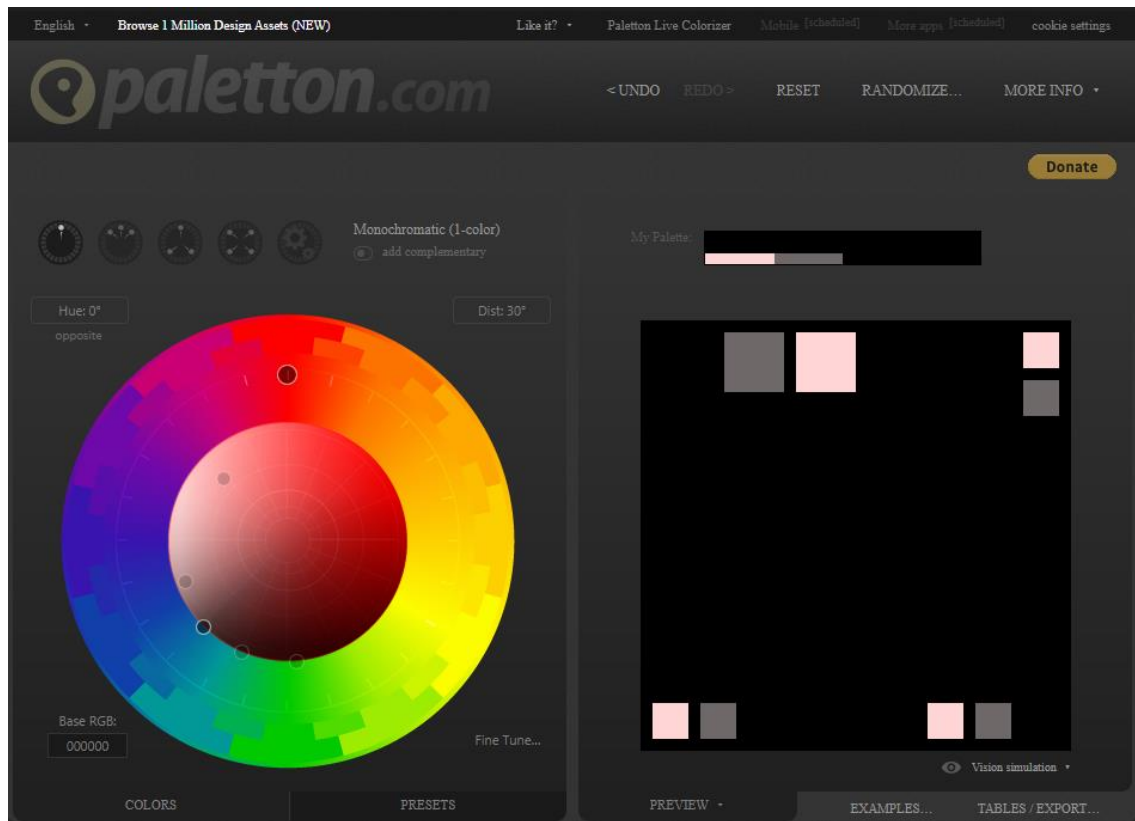 English
Browse 1 Million Design Assets (NEW)
Like it?
Paletton Live Colorizer
Mobile [scheduled]
More apps [scheduled]
cookie settings
paletton.com
< UNDO
REDO >
RESET
RANDOMIZE...
MORE INFO
Donate
Monochromatic (1-color)
add complementary
My Palette:
Hue: 0°
opposite
Dist: 30°
Base RGB:
000000
Fine Tune...
Vision simulation
COLORS
PRESETS
PREVIEW
EXAMPLES...
TABLES / EXPORT...